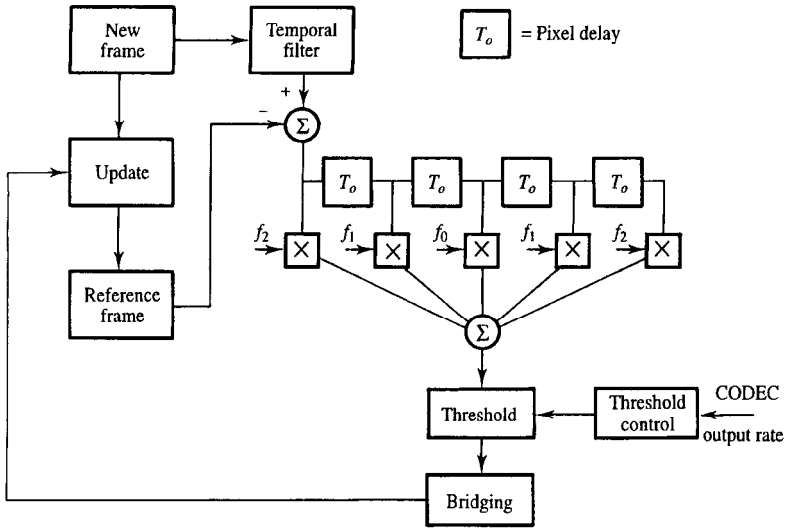 New
frame
Temporal
filter
T_o = Pixel delay
+
−
Σ
Update
T_o T_o T_o T_o
f_2 × f_1 × f_0 × f_1 × f_2 ×
Reference
frame
Σ
Threshold
Threshold
control
CODEC
output rate
Bridging